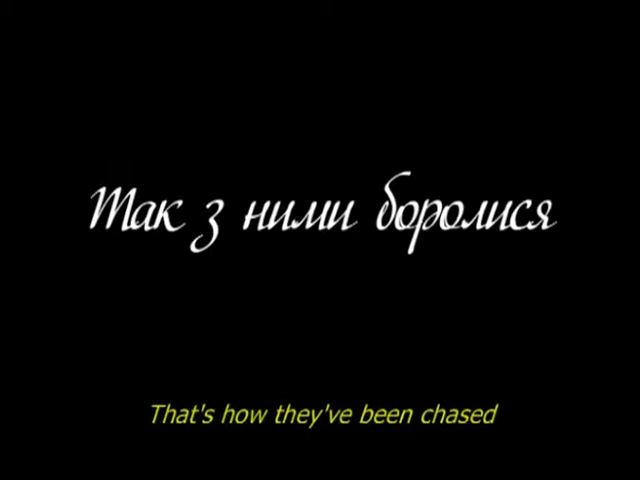 Так з ними боролися
That's how they've been chased